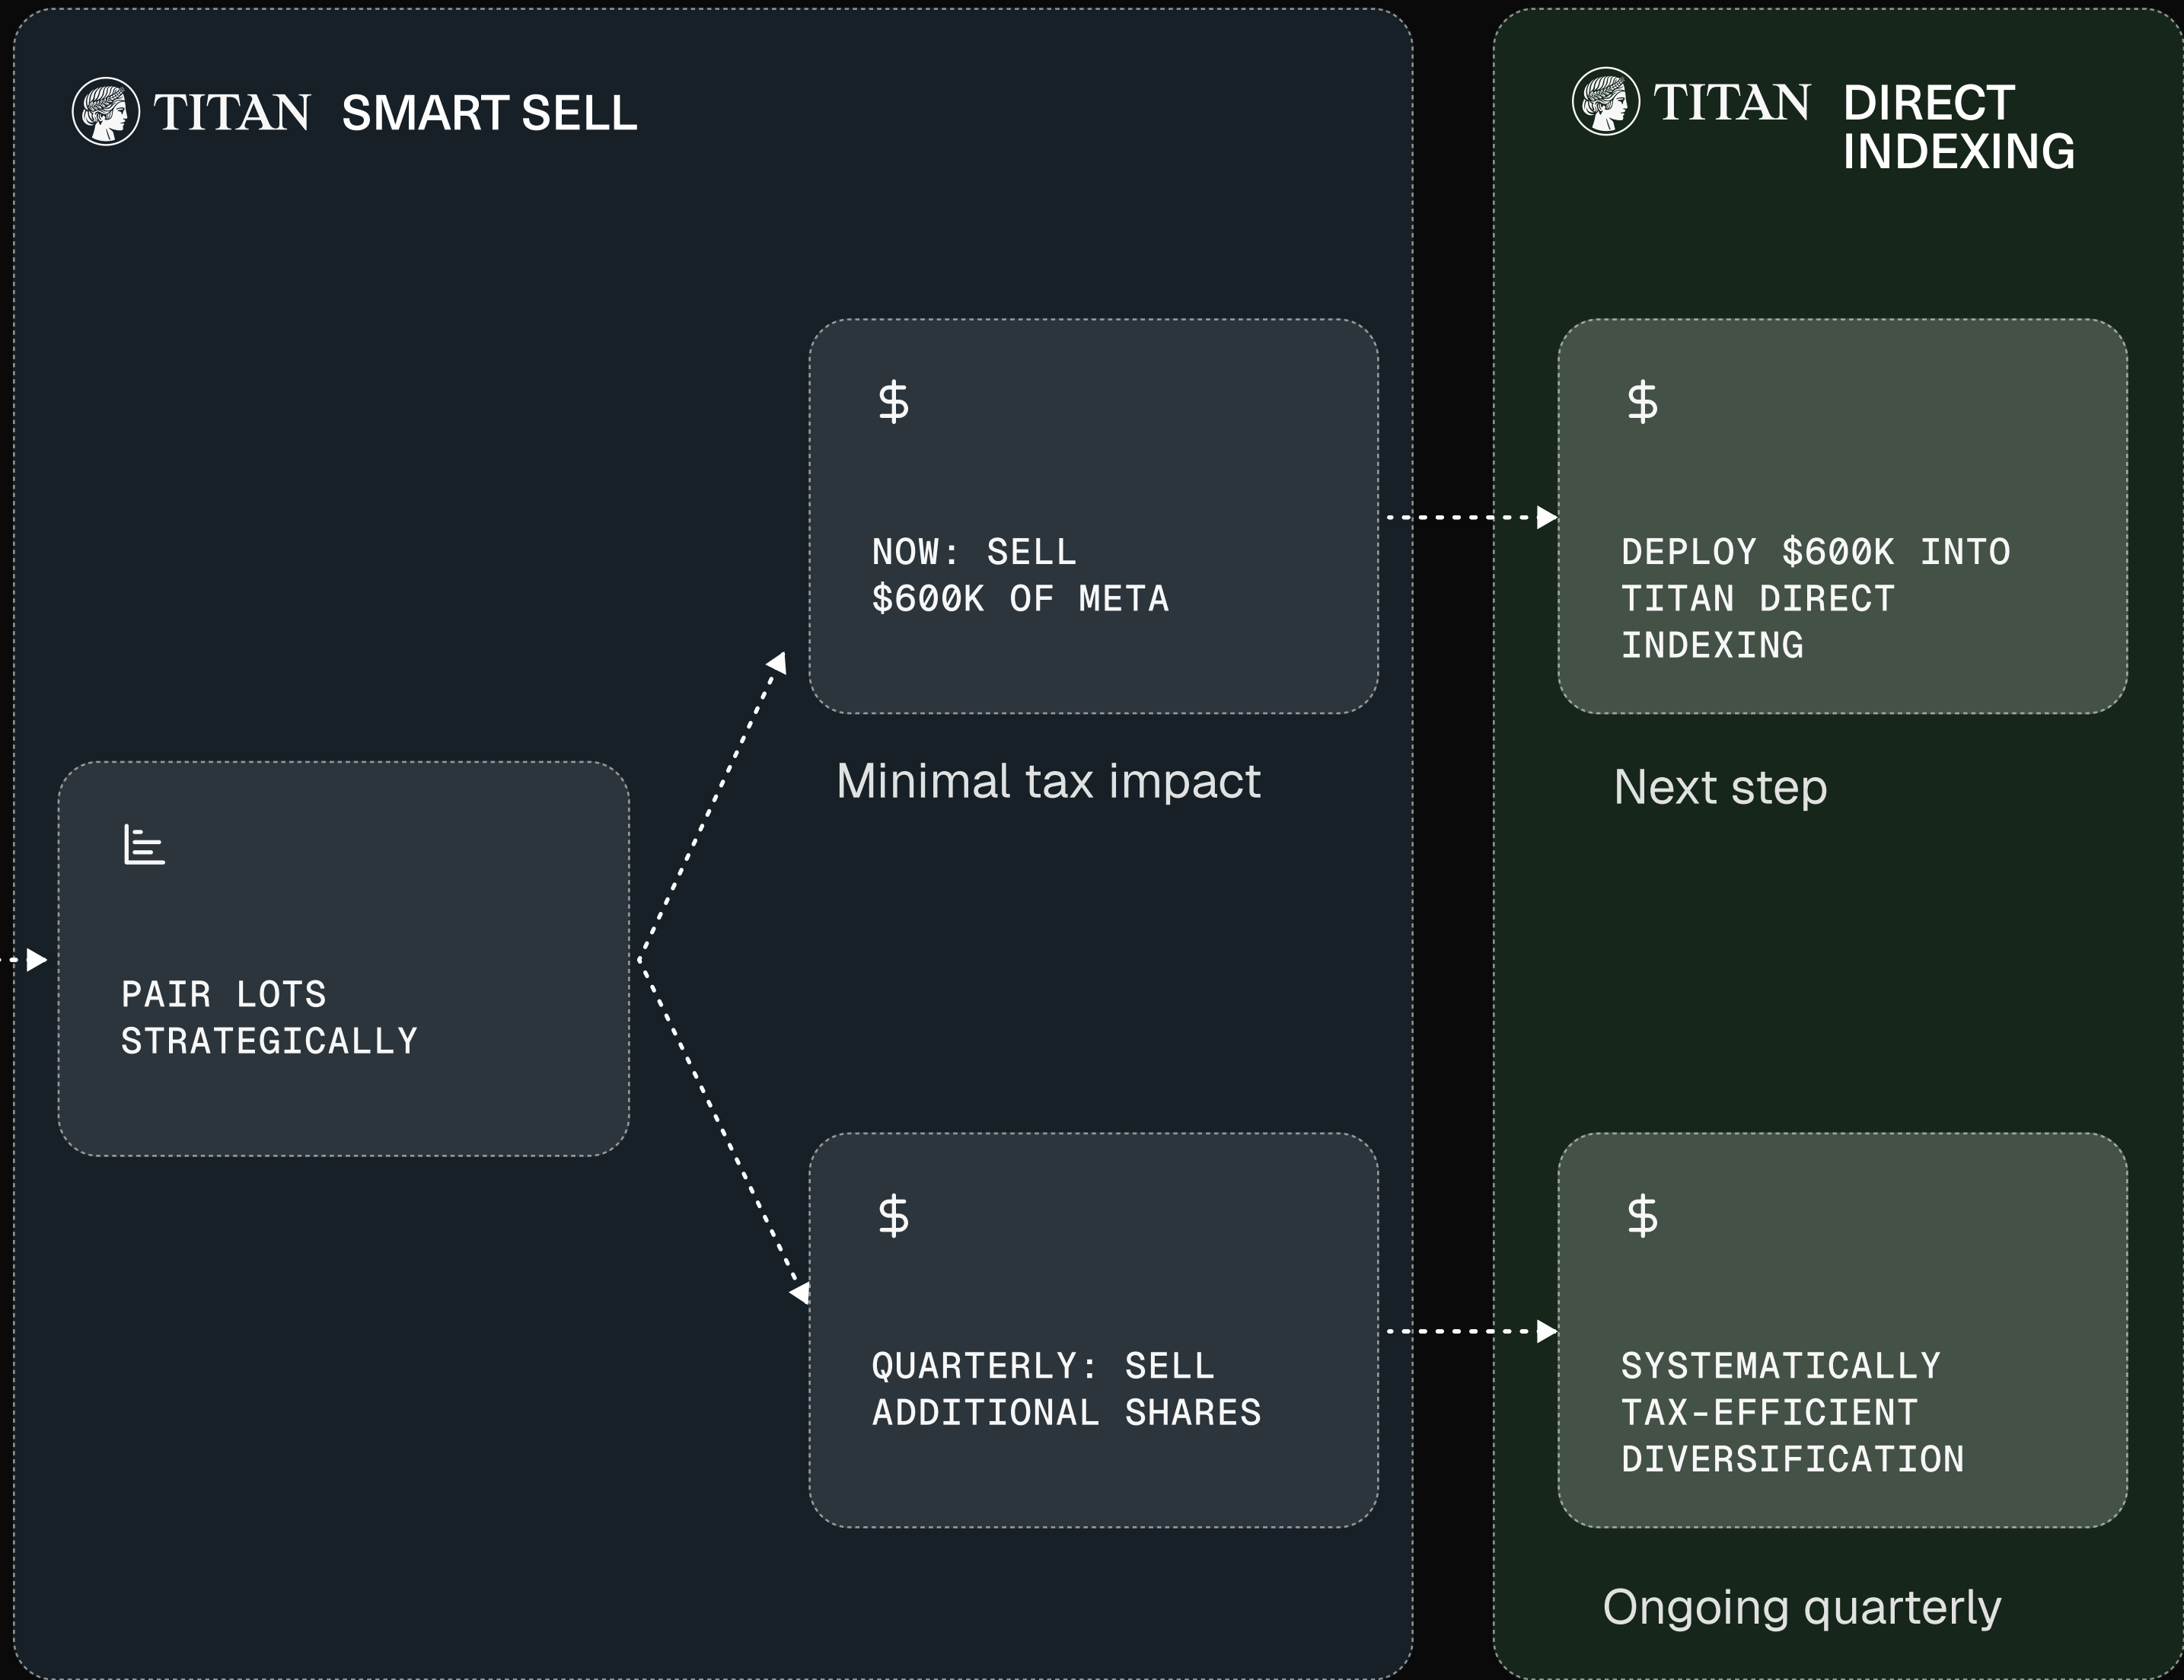 TITAN SMART SELL
TITAN DIRECT
INDEXING
NOW: SELL
$600K OF META
Minimal tax impact
DEPLOY $600K INTO
TITAN DIRECT
INDEXING
Next step
PAIR LOTS
STRATEGICALLY
QUARTERLY: SELL
ADDITIONAL SHARES
SYSTEMATICALLY
TAX-EFFICIENT
DIVERSIFICATION
Ongoing quarterly